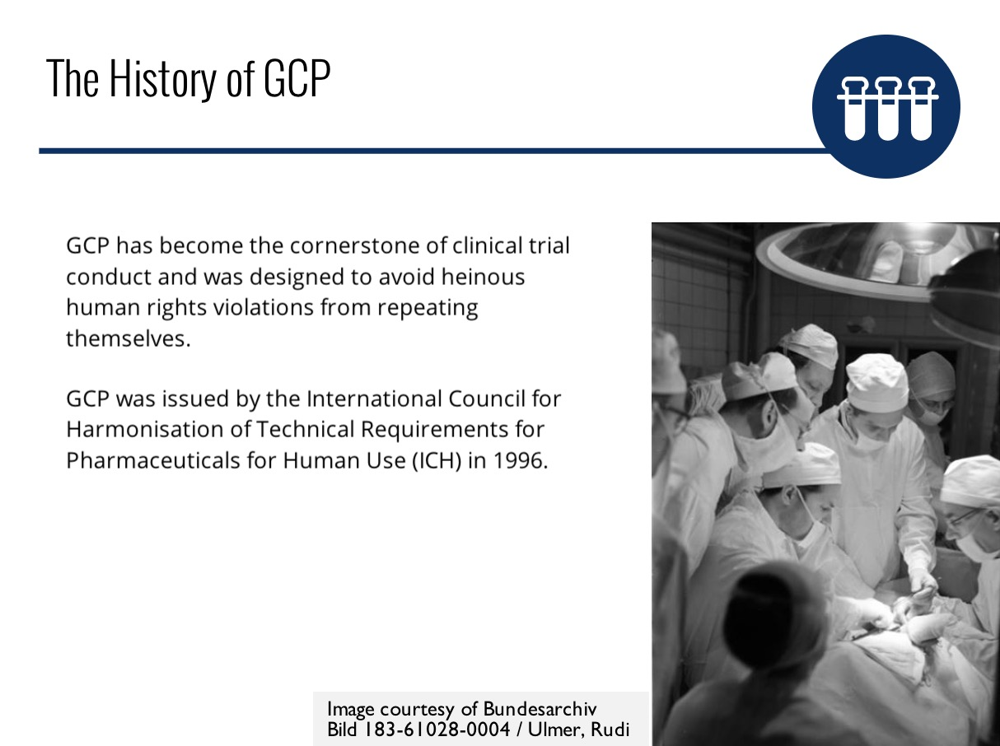 The History of GCP
GCP has become the cornerstone of clinical trial
conduct and was designed to avoid heinous
human rights violations from repeating
themselves.
GCP was issued by the International Council for
Harmonisation of Technical Requirements for
Pharmaceuticals for Human Use (ICH) in 1996.
Image courtesy of Bundesarchiv
Bild 183-61028-0004 / Ulmer, Rudi